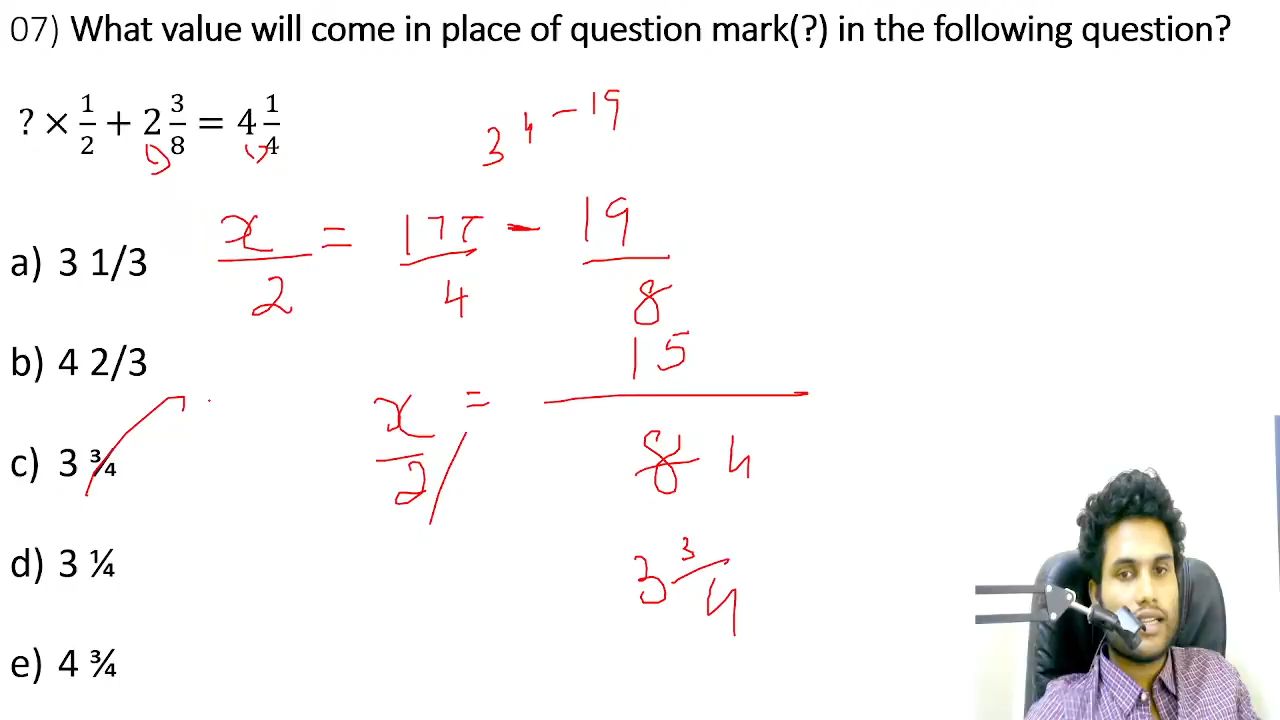 07) What value will come in place of question mark(?) in the following question?
? × 1/2 + 2 3/8 = 4 1/4
3 4 - 19
x/2 = 17/4 - 19/8
a) 3 1/3
b) 4 2/3
x/2 = 15/8 4
c) 3 ¾
d) 3 ¼
3 3/4
e) 4 ¾